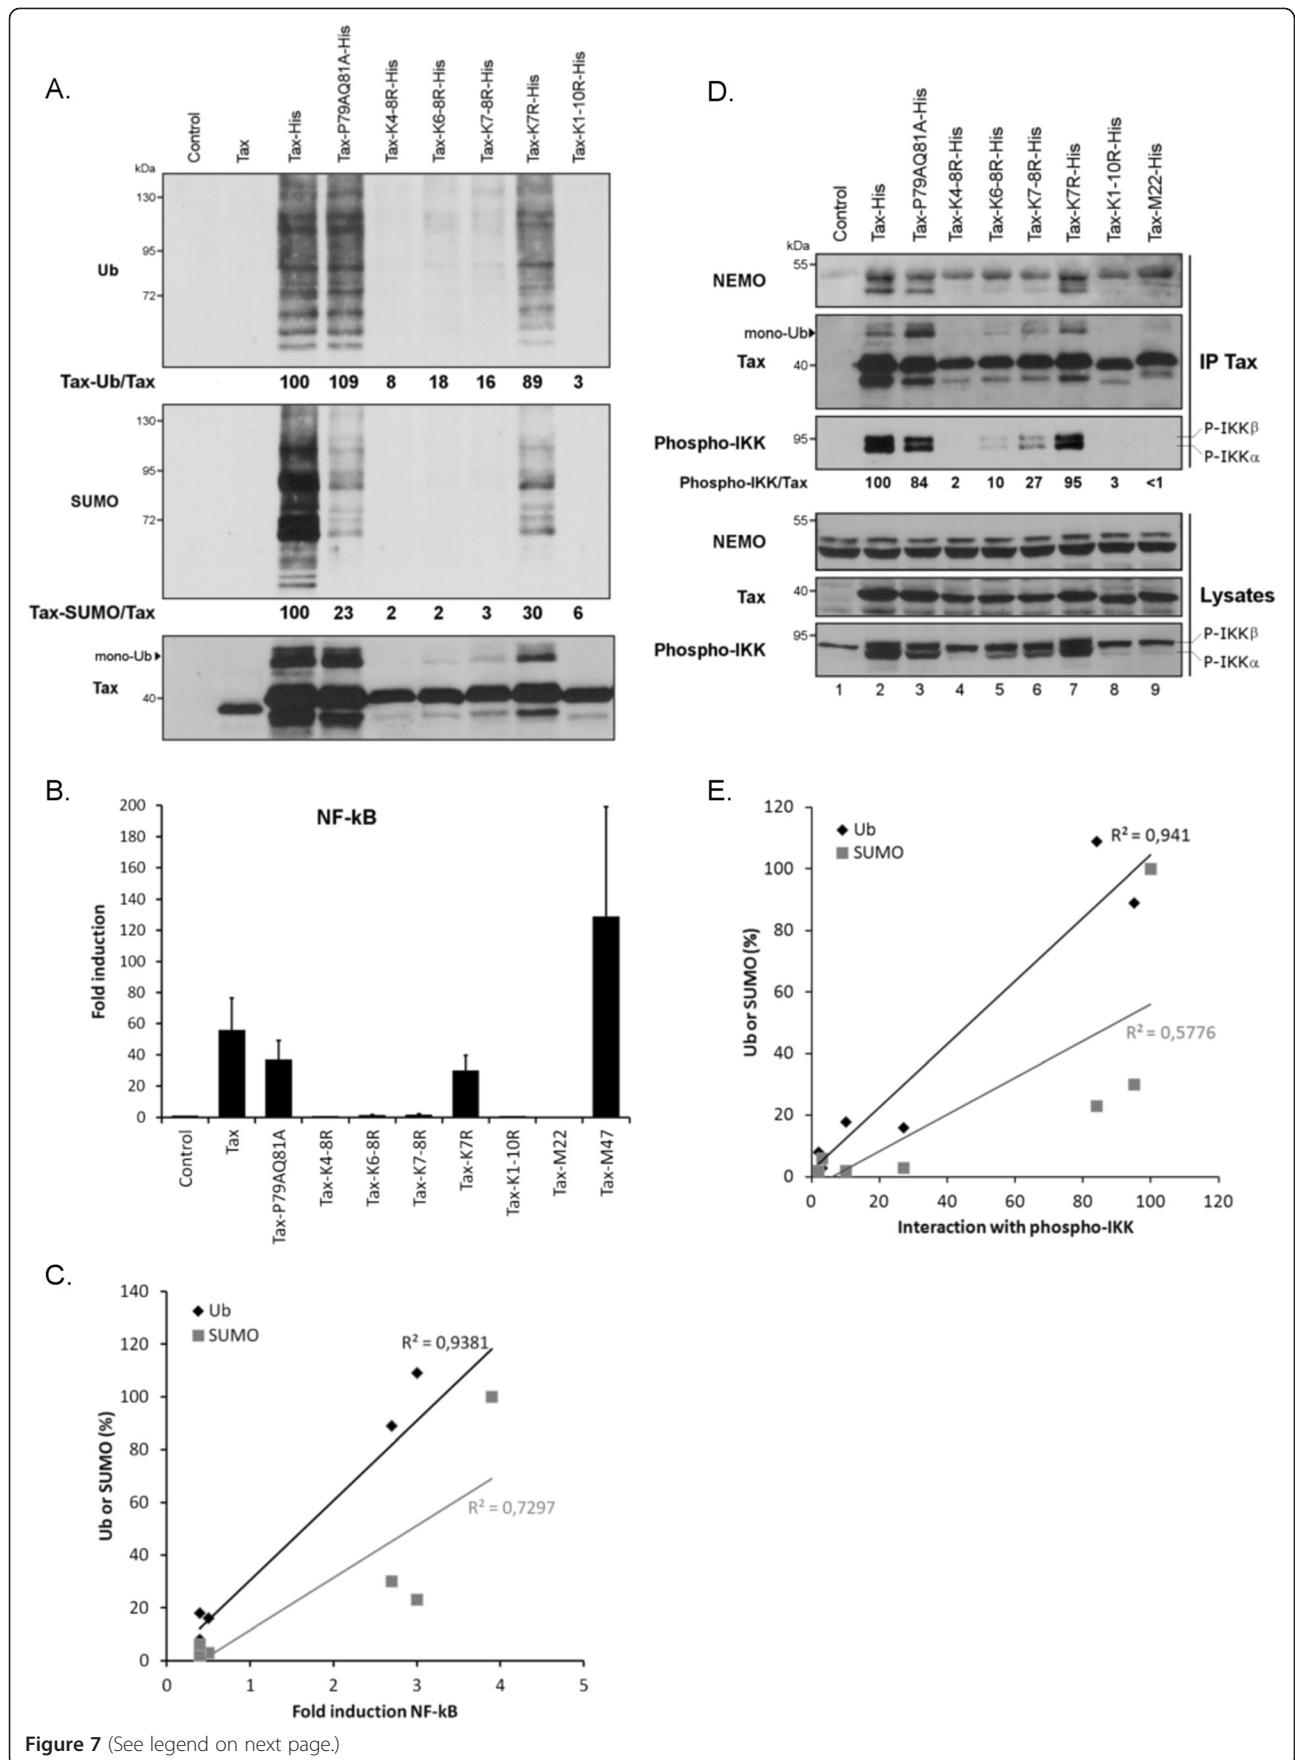 A.
Control
Tax
Tax-His
Tax-P79AQ81A-His
Tax-K4-8R-His
Tax-K6-8R-His
Tax-K7-8R-His
Tax-K7R-His
Tax-K1-10R-His
kDa
130
95
72
Ub
Tax-Ub/Tax 100 109 8 18 16 89 3
130
95
72
SUMO
Tax-SUMO/Tax 100 23 2 2 3 30 6
mono-Ub
Tax
40
D.
Control
Tax-His
Tax-P79AQ81A-His
Tax-K4-8R-His
Tax-K6-8R-His
Tax-K7-8R-His
Tax-K7R-His
Tax-K1-10R-His
Tax-M22-His
kDa
55
NEMO
mono-Ub
Tax
40
IP Tax
Phospho-IKK
95
P-IKKβ
P-IKKα
Phospho-IKK/Tax 100 84 2 10 27 95 3 <1
55
NEMO
40
Tax
Lysates
95
Phospho-IKK
P-IKKβ
P-IKKα
1 2 3 4 5 6 7 8 9
B.
NF-kB
Fold induction
200
180
160
140
120
100
80
60
40
20
0
Control
Tax
Tax-P79AQ81A
Tax-K4-8R
Tax-K6-8R
Tax-K7-8R
Tax-K7R
Tax-K1-10R
Tax-M22
Tax-M47
E.
Ub or SUMO (%)
120
100
80
60
40
20
0
Ub
SUMO
R² = 0,941
R² = 0,5776
0 20 40 60 80 100 120
Interaction with phospho-IKK
C.
Ub or SUMO (%)
140
120
100
80
60
40
20
0
Ub
SUMO
R² = 0,9381
R² = 0,7297
0 1 2 3 4 5
Fold induction NF-kB
Figure 7 (See legend on next page.)